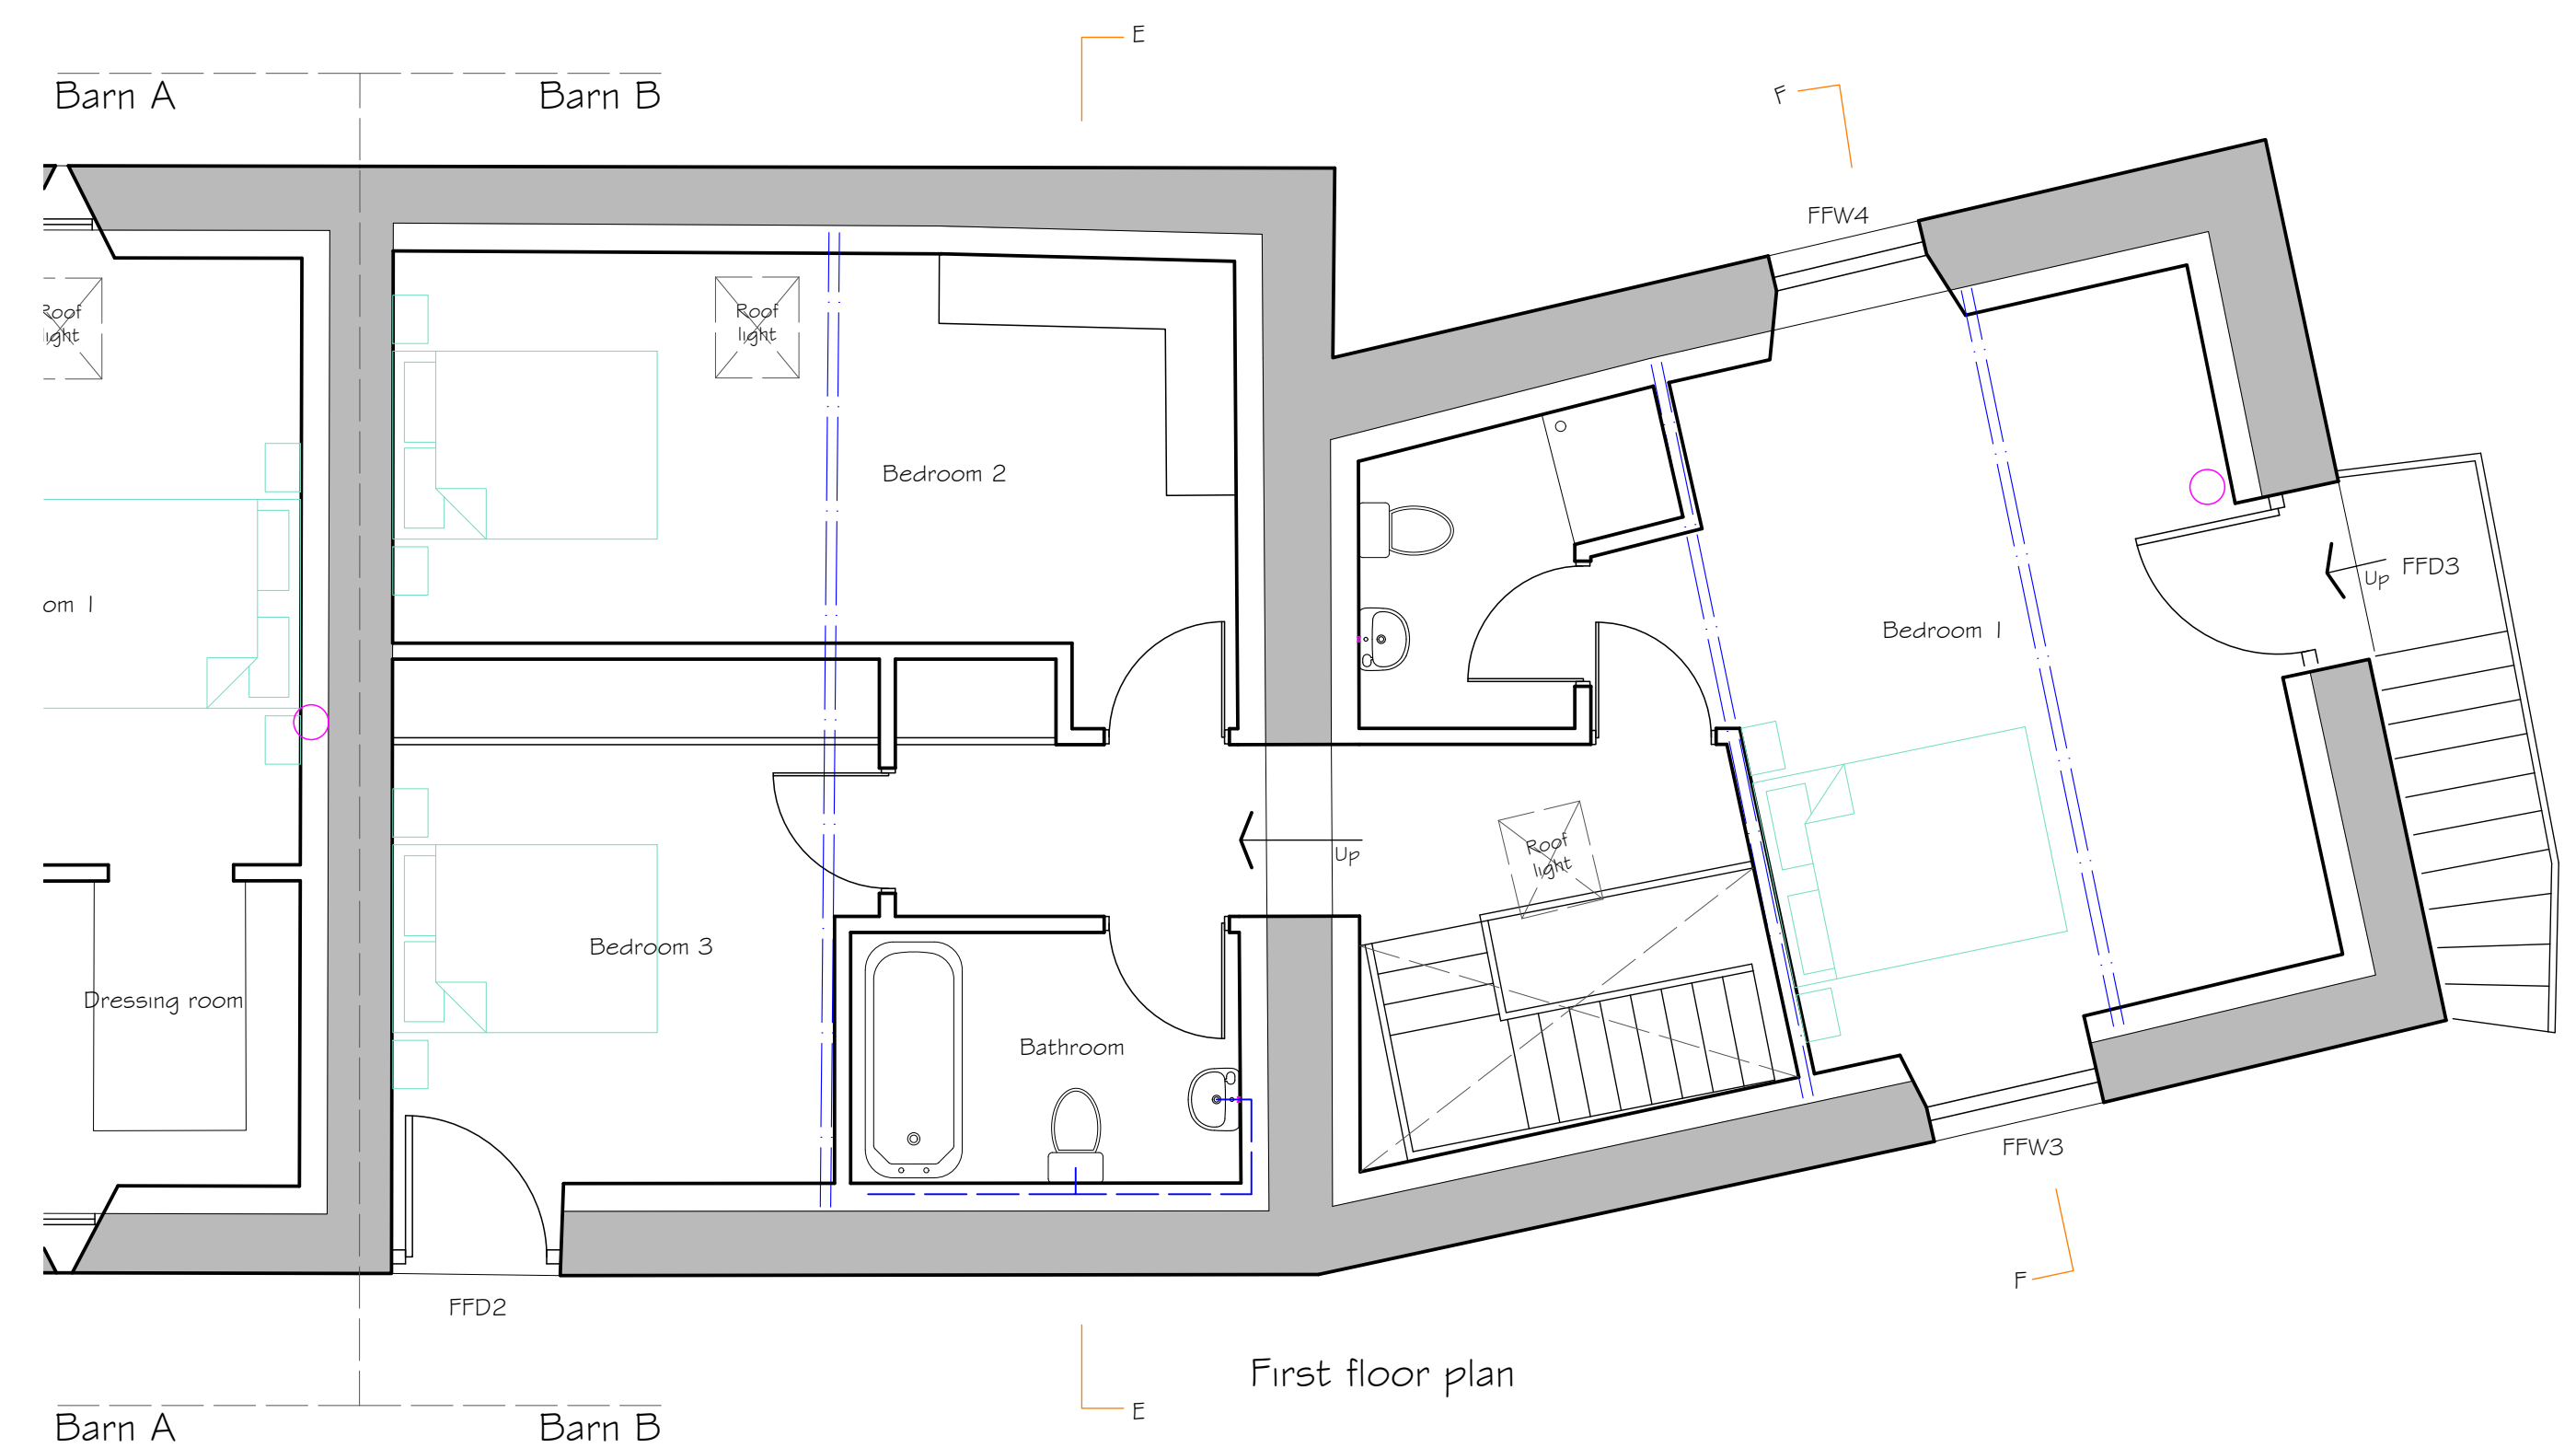 E
F
Barn A
Barn B
FFW4
Roof
light
Roof
light
Bedroom 2
Up
FFD3
om 1
Bedroom 1
Roof
light
Up
Bedroom 3
Dressing room
Bathroom
FFW3
F
FFD2
First floor plan
E
Barn A
Barn B